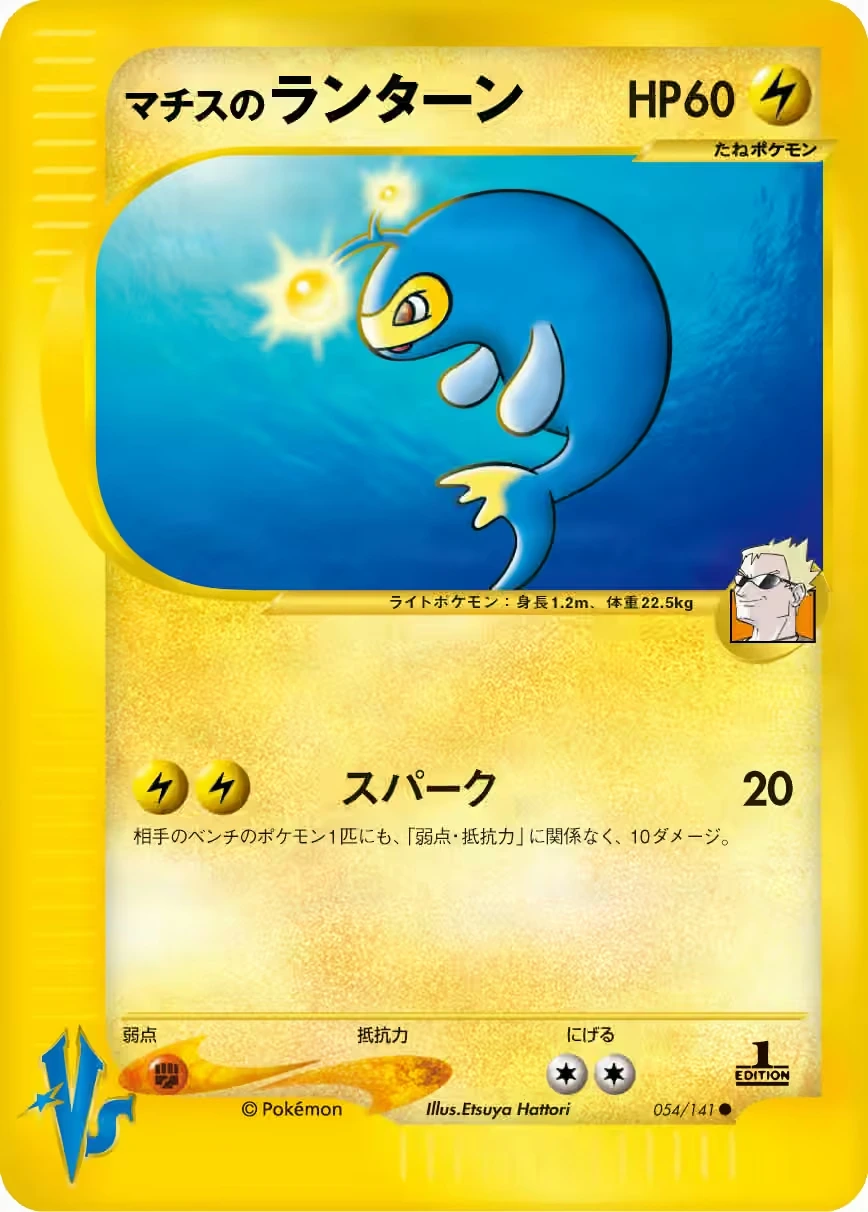 マチスのランターン HP60
たねポケモン
ライトポケモン：身長1.2m、体重22.5kg
スパーク 20
相手のベンチのポケモン1匹にも、「弱点・抵抗力」に関係なく、10ダメージ。
弱点 抵抗力 にげる
1
EDITION
© Pokémon Illus.Etsuya Hattori 054/141
VS